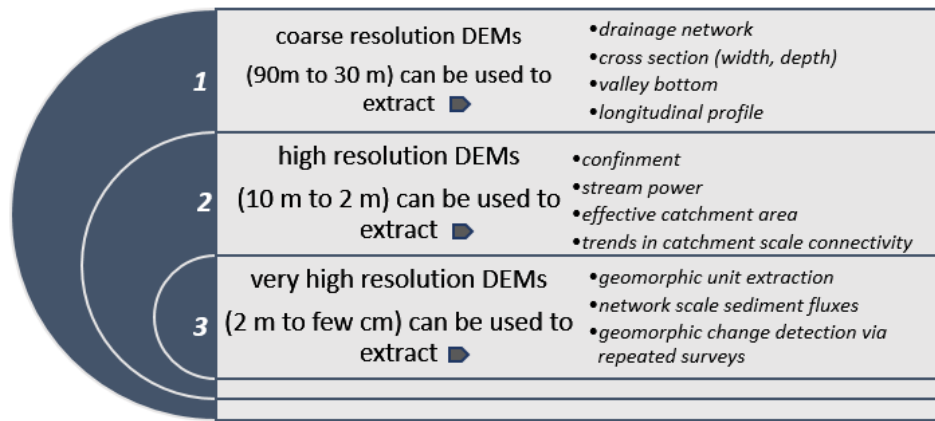 1
coarse resolution DEMs
(90m to 30 m) can be used to
extract
•drainage network
•cross section (width, depth)
•valley bottom
•longitudinal profile
2
high resolution DEMs
(10 m to 2 m) can be used to
extract
•confinment
•stream power
•effective catchment area
•trends in catchment scale connectivity
3
very high resolution DEMs
(2 m to few cm) can be used to
extract
•geomorphic unit extraction
•network scale sediment fluxes
•geomorphic change detection via
repeated surveys